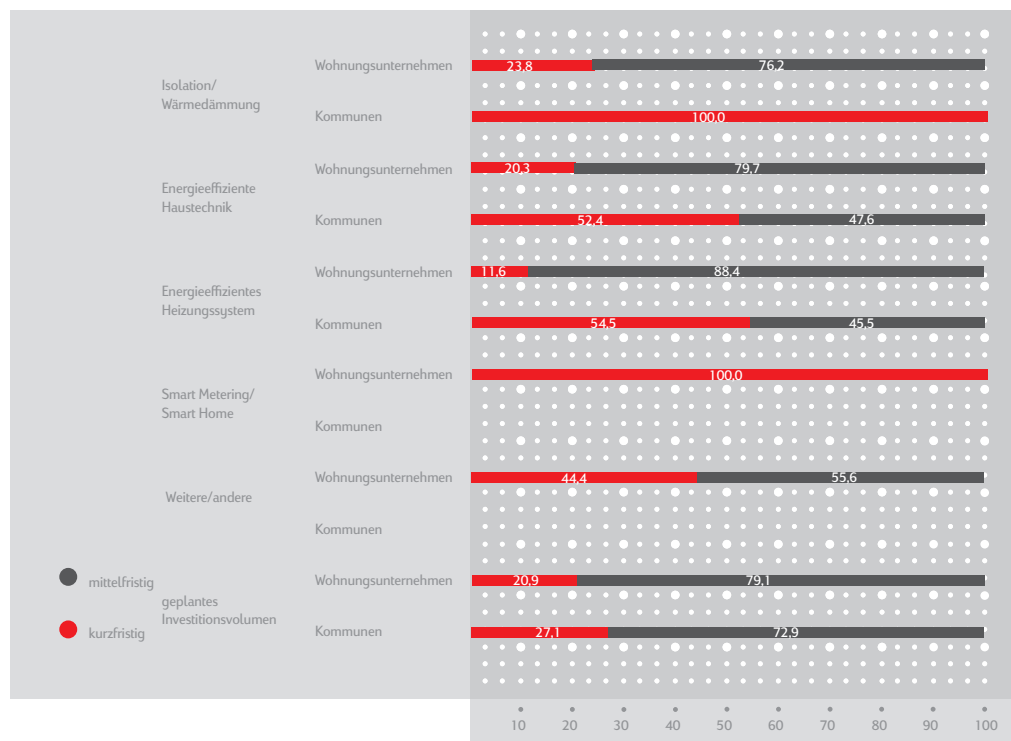 Wohnungsunternehmen 23,8 76,2
Isolation/
Wärmedämmung
Kommunen 100,0
Wohnungsunternehmen 20,3 79,7
Energieeffiziente
Haustechnik
Kommunen 52,4 47,6
Wohnungsunternehmen 11,6 88,4
Energieeffizientes
Heizungssystem
Kommunen 54,5 45,5
Wohnungsunternehmen 100,0
Smart Metering/
Smart Home
Kommunen
Wohnungsunternehmen 44,4 55,6
Weitere/andere
Kommunen
Wohnungsunternehmen 20,9 79,1
mittelfristig
geplantes
Investitionsvolumen
kurzfristig
Kommunen 27,1 72,9
10 20 30 40 50 60 70 80 90 100